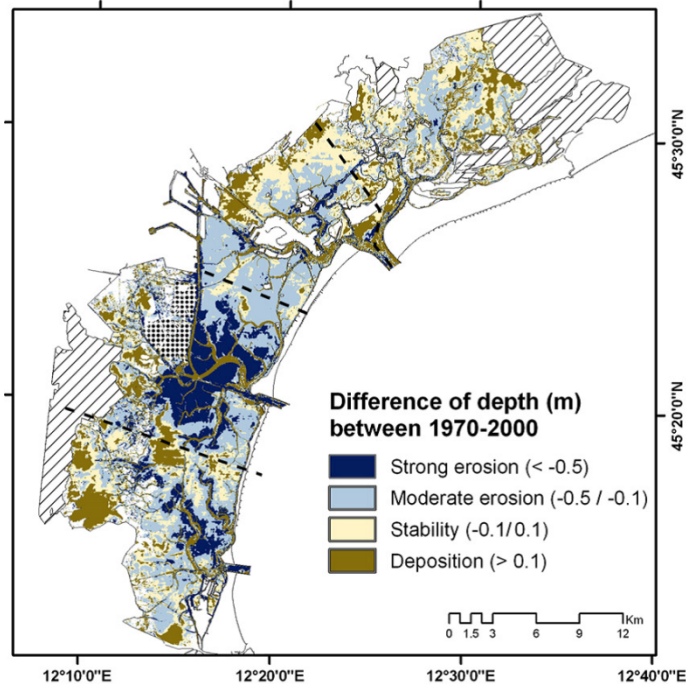 45°30'0"N
45°20'0"N
Difference of depth (m)
between 1970-2000
Strong erosion (< -0.5)
Moderate erosion (-0.5 / -0.1)
Stability (-0.1/ 0.1)
Deposition (> 0.1)
Km
0 1.5 3 6 9 12
12°10'0"E 12°20'0"E 12°30'0"E 12°40'0"E